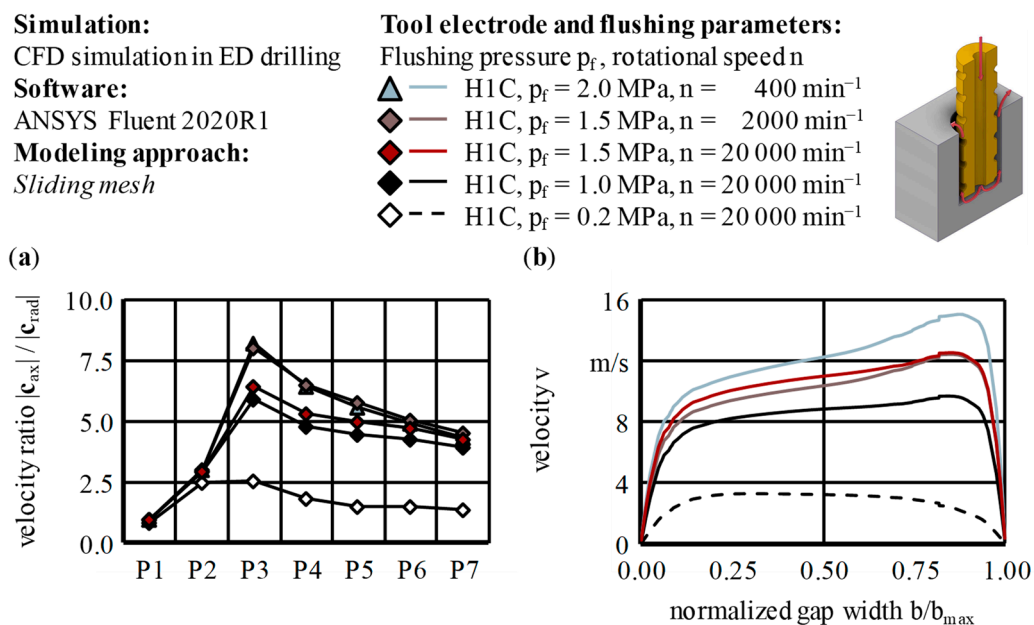 Simulation:
CFD simulation in ED drilling
Software:
ANSYS Fluent 2020R1
Modeling approach:
Sliding mesh
Tool electrode and flushing parameters:
Flushing pressure pf, rotational speed n
H1C, pf = 2.0 MPa, n = 400 min−1
H1C, pf = 1.5 MPa, n = 2000 min−1
H1C, pf = 1.5 MPa, n = 20 000 min−1
H1C, pf = 1.0 MPa, n = 20 000 min−1
H1C, pf = 0.2 MPa, n = 20 000 min−1
(a)
velocity ratio |cax| / |crad|
10.0
7.5
5.0
2.5
0.0
P1 P2 P3 P4 P5 P6 P7
(b)
velocity v
16
m/s
8
4
0
0.00 0.25 0.50 0.75 1.00
normalized gap width b/bmax